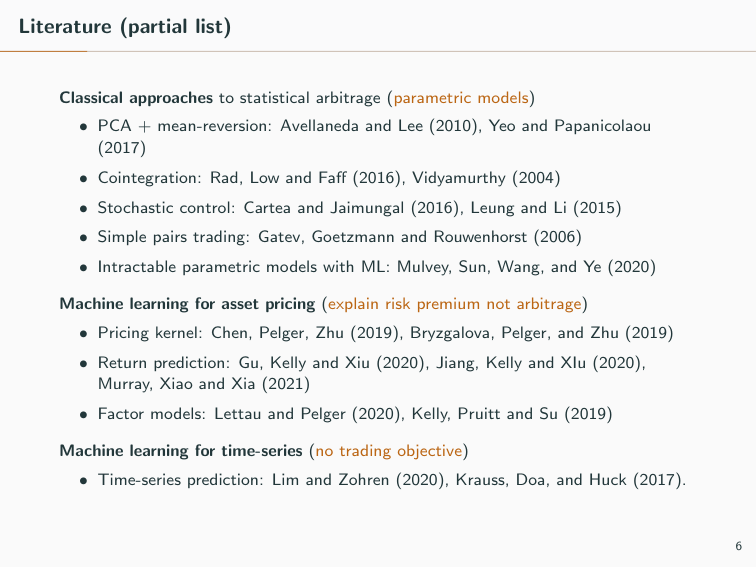 Literature (partial list)
Classical approaches to statistical arbitrage (parametric models)
• PCA + mean-reversion: Avellaneda and Lee (2010), Yeo and Papanicolaou
(2017)
• Cointegration: Rad, Low and Faff (2016), Vidyamurthy (2004)
• Stochastic control: Cartea and Jaimungal (2016), Leung and Li (2015)
• Simple pairs trading: Gatev, Goetzmann and Rouwenhorst (2006)
• Intractable parametric models with ML: Mulvey, Sun, Wang, and Ye (2020)
Machine learning for asset pricing (explain risk premium not arbitrage)
• Pricing kernel: Chen, Pelger, Zhu (2019), Bryzgalova, Pelger, and Zhu (2019)
• Return prediction: Gu, Kelly and Xiu (2020), Jiang, Kelly and XIu (2020),
Murray, Xiao and Xia (2021)
• Factor models: Lettau and Pelger (2020), Kelly, Pruitt and Su (2019)
Machine learning for time-series (no trading objective)
• Time-series prediction: Lim and Zohren (2020), Krauss, Doa, and Huck (2017).
6